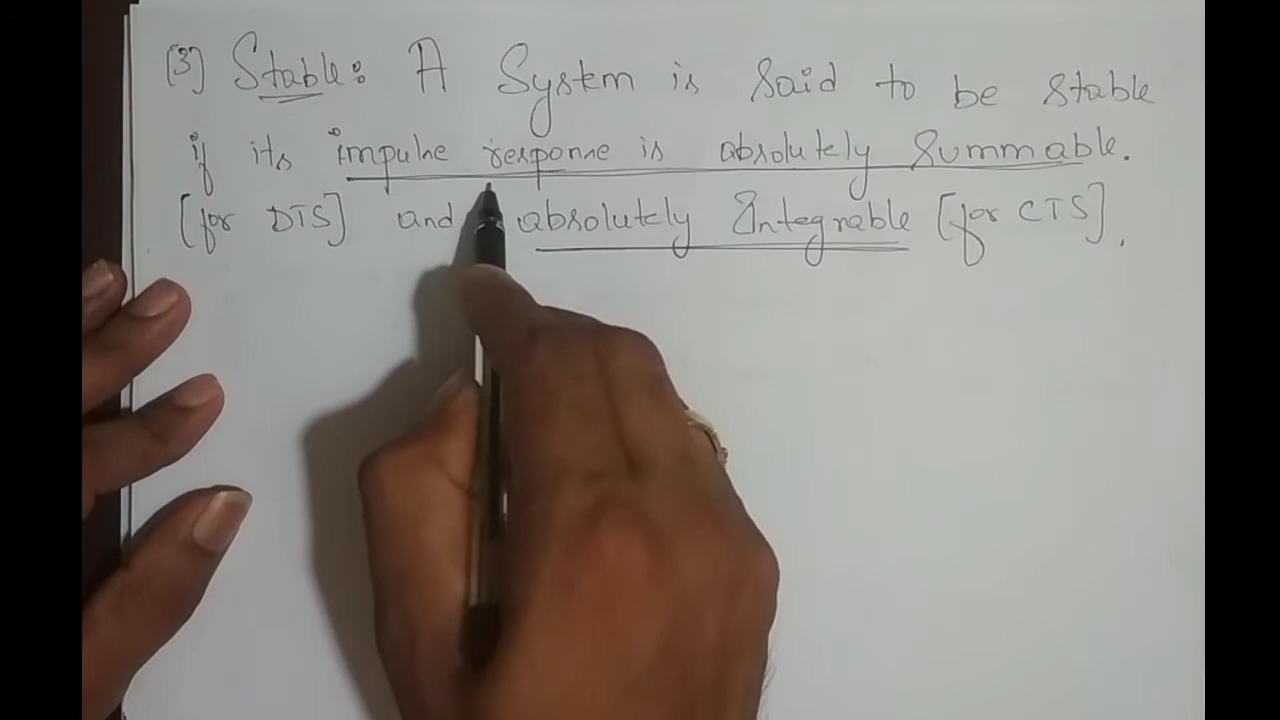 (3) Stable: A System is Said to be Stable
if its impulse response is absolutely Summable.
[for DTS] and absolutely Integrable [for CTS].